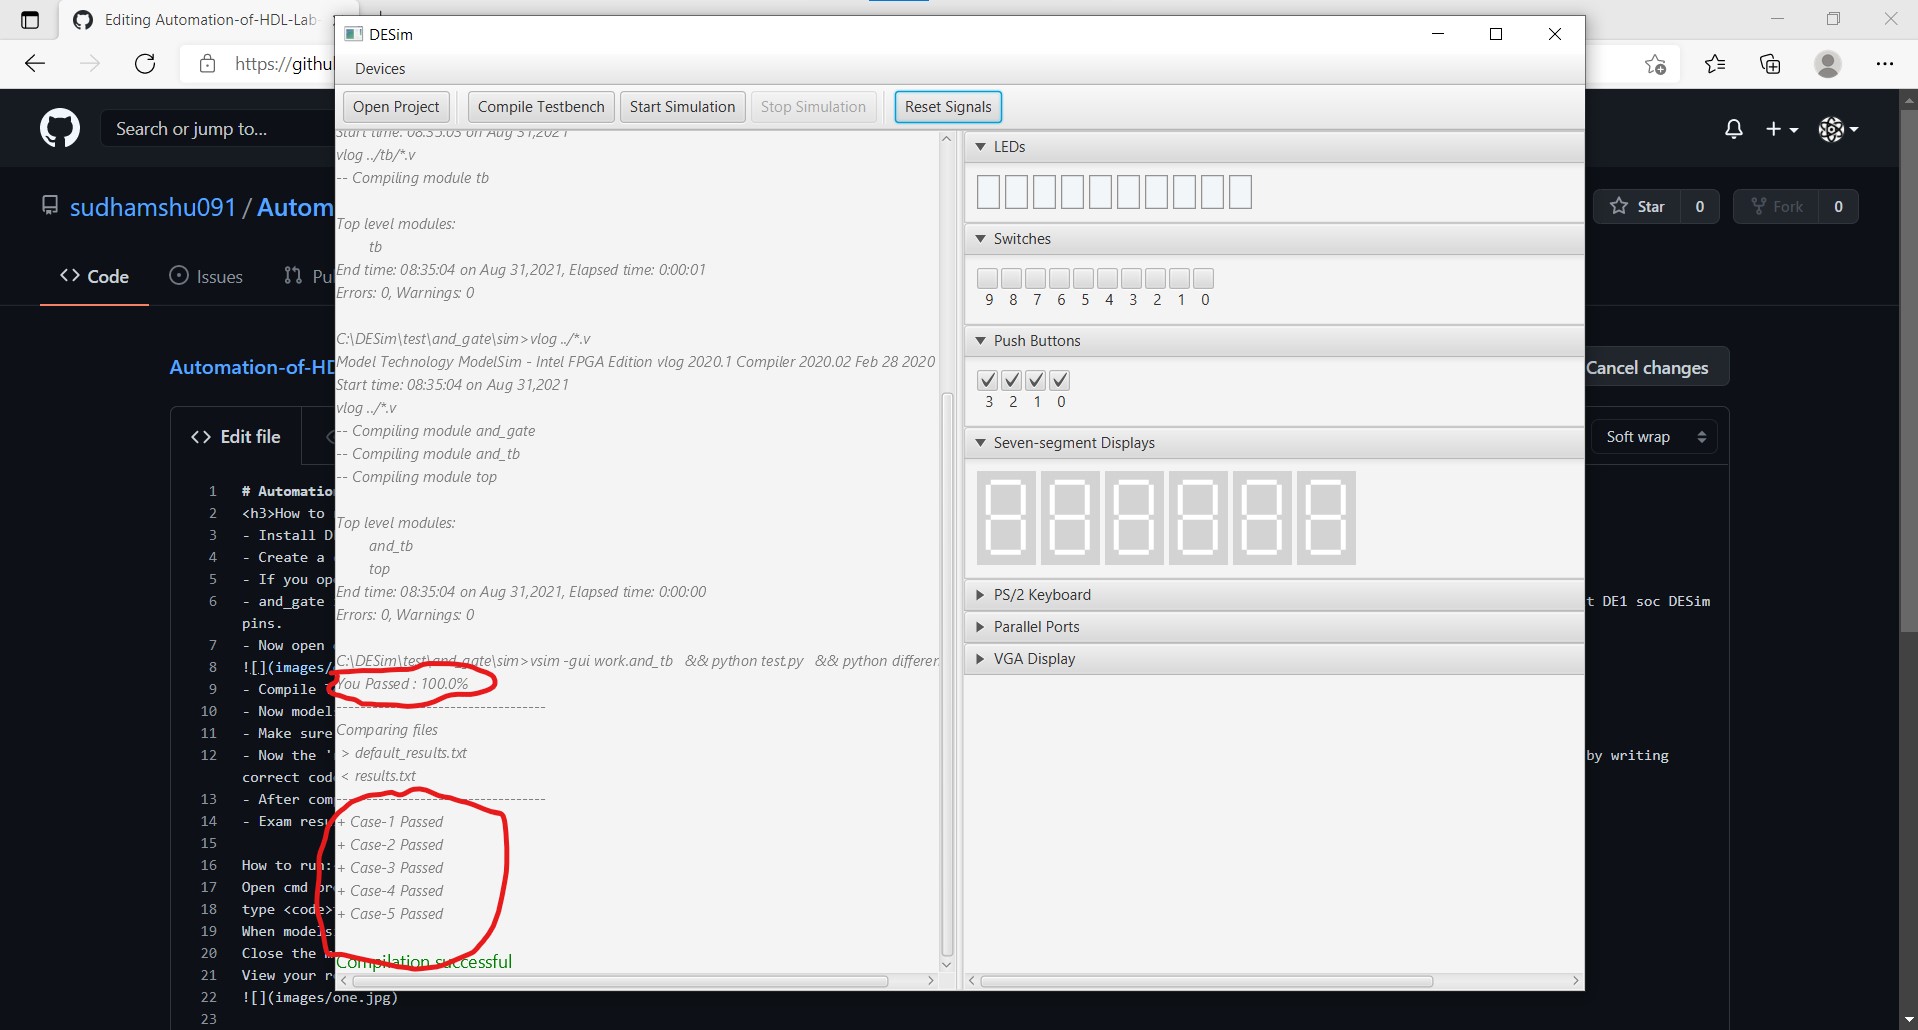 Editing Automation-of-HDL-Lab-
https://githu
DESim
Devices
Open Project
Compile Testbench
Start Simulation
Stop Simulation
Reset Signals
Search or jump to...
sudhamshu091 / Autom
Star 0
Fork 0
Code
Issues
Pu
Automation-of-HD
Cancel changes
Edit file
Soft wrap
1 # Automatio
2 <h3>How to
3 - Install D
4 - Create a
5 - If you op
6 - and_gate
t DE1 soc DESim
pins.
7 - Now open
8 ![](images/
9 - Compile
10 - Now model
11 - Make sure
12 - Now the '
by writing
correct cod
13 - After com
14 - Exam res
15
16 How to run:
17 Open cmd pr
18 type <code>
19 When models
20 Close the
21 View your r
22 ![](images/one.jpg)
23
Start time: 08:35:03 on Aug 31,2021
vlog ../tb/*.v
-- Compiling module tb
Top level modules:
tb
End time: 08:35:04 on Aug 31,2021, Elapsed time: 0:00:01
Errors: 0, Warnings: 0
C:\DESim\test\and_gate\sim>vlog ../*.v
Model Technology ModelSim - Intel FPGA Edition vlog 2020.1 Compiler 2020.02 Feb 28 2020
Start time: 08:35:04 on Aug 31,2021
vlog ../*.v
-- Compiling module and_gate
-- Compiling module and_tb
-- Compiling module top
Top level modules:
and_tb
top
End time: 08:35:04 on Aug 31,2021, Elapsed time: 0:00:00
Errors: 0, Warnings: 0
C:\DESim\test\and_gate\sim>vsim -gui work.and_tb && python test.py && python differen
You Passed : 100.0%
----------------------------------
Comparing files
> default_results.txt
< results.txt
----------------------------------
+ Case-1 Passed
+ Case-2 Passed
+ Case-3 Passed
+ Case-4 Passed
+ Case-5 Passed
Compilation successful
LEDs
Switches
9 8 7 6 5 4 3 2 1 0
Push Buttons
3 2 1 0
Seven-segment Displays
PS/2 Keyboard
Parallel Ports
VGA Display